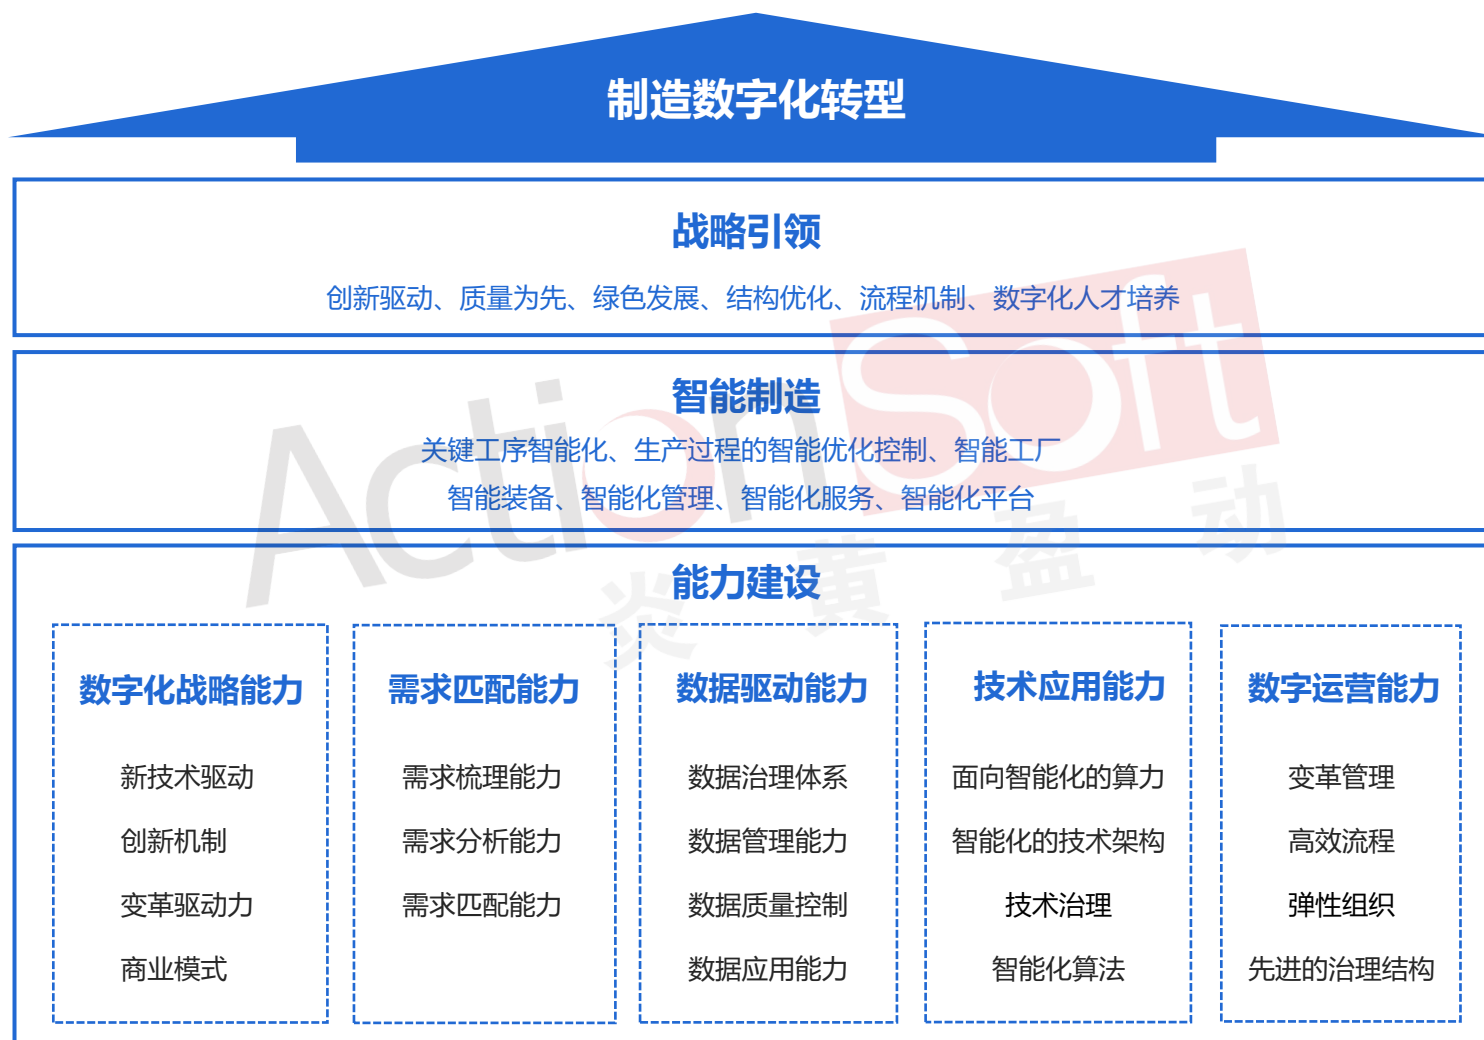 制造数字化转型
战略引领
创新驱动、质量为先、绿色发展、结构优化、流程机制、数字化人才培养
智能制造
关键工序智能化、生产过程的智能优化控制、智能工厂
智能装备、智能化管理、智能化服务、智能化平台
ActionSoft
炎黄盈动
能力建设
数字化战略能力
新技术驱动
创新机制
变革驱动力
商业模式
需求匹配能力
需求梳理能力
需求分析能力
需求匹配能力
数据驱动能力
数据治理体系
数据管理能力
数据质量控制
数据应用能力
技术应用能力
面向智能化的算力
智能化的技术架构
技术治理
智能化算法
数字运营能力
变革管理
高效流程
弹性组织
先进的治理结构